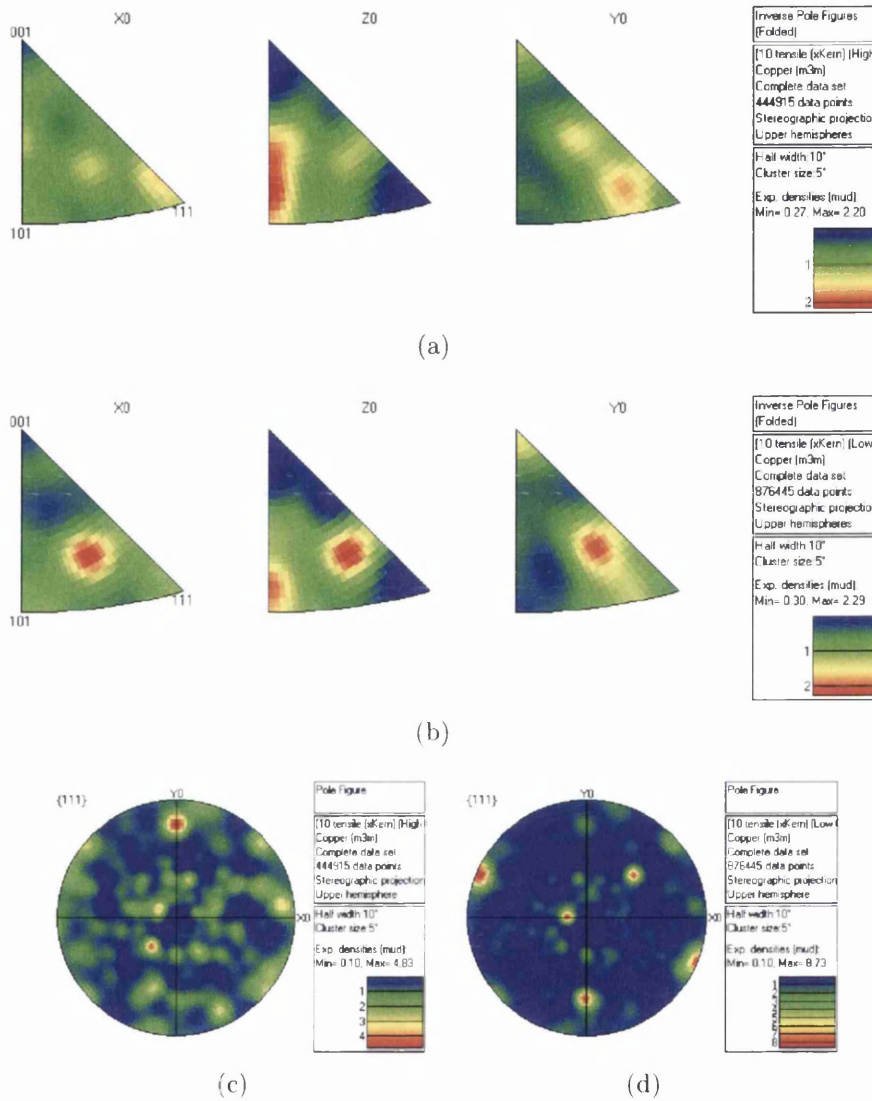 X0 Z0 Y0
001
111
101
Inverse Pole Figures
(Folded)
[10 tensile (xKern) (High
Copper (m3m)
Complete data set
444915 data points
Stereographic projection
Upper hemispheres
Half width:10°
Cluster size:5°
Exp. densities (mud):
Min= 0.27, Max= 2.20
1
2
(a)
X0 Z0 Y0
001
111
101
Inverse Pole Figures
(Folded)
[10 tensile (xKern) (Low
Copper (m3m)
Complete data set
876445 data points
Stereographic projection
Upper hemispheres
Half width:10°
Cluster size:5°
Exp. densities (mud):
Min= 0.30, Max= 2.29
1
2
(b)
{111}
Y0
X0
Pole Figure
[10 tensile (xKern) (High
Copper (m3m)
Complete data set
444915 data points
Stereographic projection
Upper hemisphere
Half width:10°
Cluster size:5°
Exp. densities (mud):
Min= 0.10, Max= 4.83
1
2
3
4
(c)
{111}
Y0
X0
Pole Figure
[10 tensile (xKern) (Low
Copper (m3m)
Complete data set
876445 data points
Stereographic projection
Upper hemisphere
Half width:10°
Cluster size:5°
Exp. densities (mud):
Min= 0.10, Max= 8.73
1
8
(d)